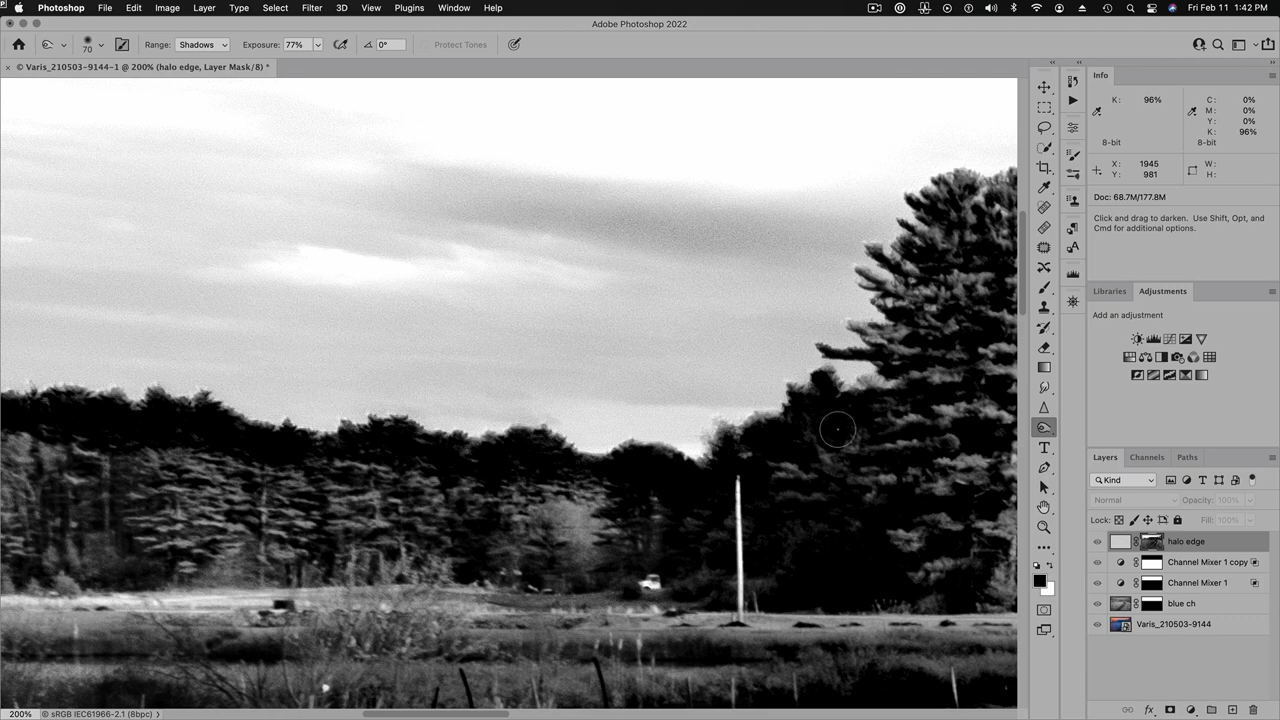 Photoshop File Edit Image Layer Type Select Filter 3D View Plugins Window Help Fri Feb 11 1:42 PM
Adobe Photoshop 2022
70 Range: Shadows Exposure: 77% 0° Protect Tones
× © Varis_210503-9144-1 @ 200% (halo edge, Layer Mask/8) *
Info
K: 96% C: 0%
M: 0%
Y: 0%
K: 96%
8-bit 8-bit
X: 1945 W:
Y: 981 H:
Doc: 68.7M/177.8M
Click and drag to darken. Use Shift, Opt, and
Cmd for additional options.
Libraries Adjustments
Add an adjustment
Layers Channels Paths
Kind
Normal Opacity: 100%
Lock: Fill: 100%
halo edge
Channel Mixer 1 copy
Channel Mixer 1
blue ch
Varis_210503-9144
200% © sRGB IEC61966-2.1 (8bpc)